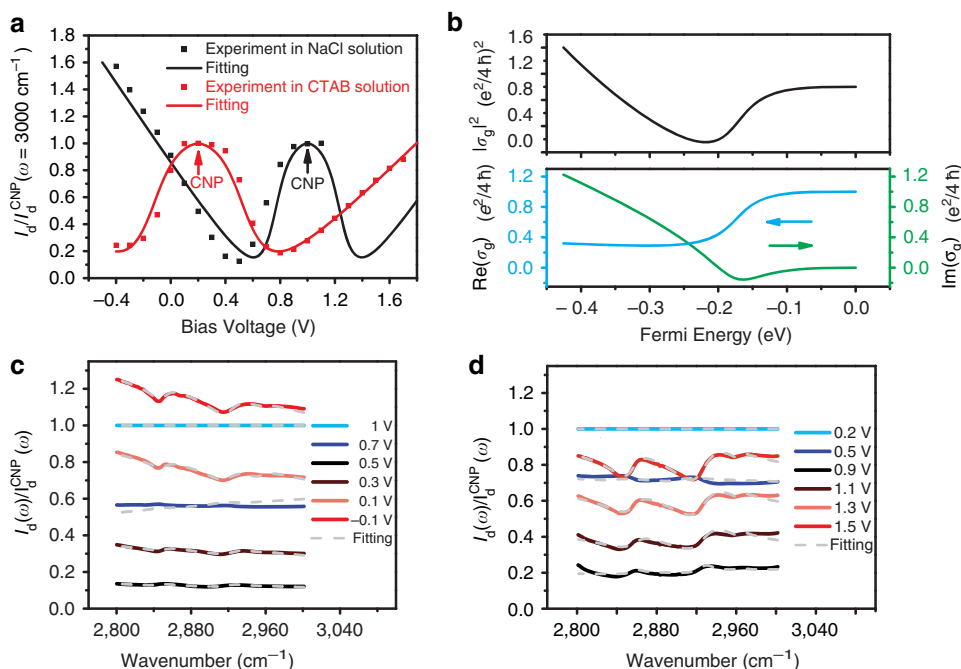 a
I_d/I_d^CNP (ω = 3000 cm⁻¹)
Experiment in NaCl solution
Fitting
Experiment in CTAB solution
Fitting
CNP
CNP
1.6
1.4
1.2
1.0
0.8
0.6
0.4
0.2
0.0
−0.4 0.0 0.4 0.8 1.2 1.6
Bias Voltage (V)
b
|σ_g|² (e²/4ħ)²
1.6
1.2
0.8
0.4
0.0
Re(σ_g) (e²/4ħ)
1.2
0.8
0.4
0.0
1.2
0.8
0.4
0.0
Im(σ_g) (e²/4ħ)
− 0.4 −0.3 −0.2 −0.1 0.0
Fermi Energy (eV)
c
I_d(ω)/I_d^CNP (ω)
1.2
1.0
0.8
0.6
0.4
0.2
0.0
1 V
0.7 V
0.5 V
0.3 V
0.1 V
−0.1 V
Fitting
2,800 2,880 2,960 3,040
Wavenumber (cm⁻¹)
d
I_d(ω)/I_d^CNP (ω)
1.2
1.0
0.8
0.6
0.4
0.2
0.0
0.2 V
0.5 V
0.9 V
1.1 V
1.3 V
1.5 V
Fitting
2,800 2,880 2,960 3,040
Wavenumber (cm⁻¹)